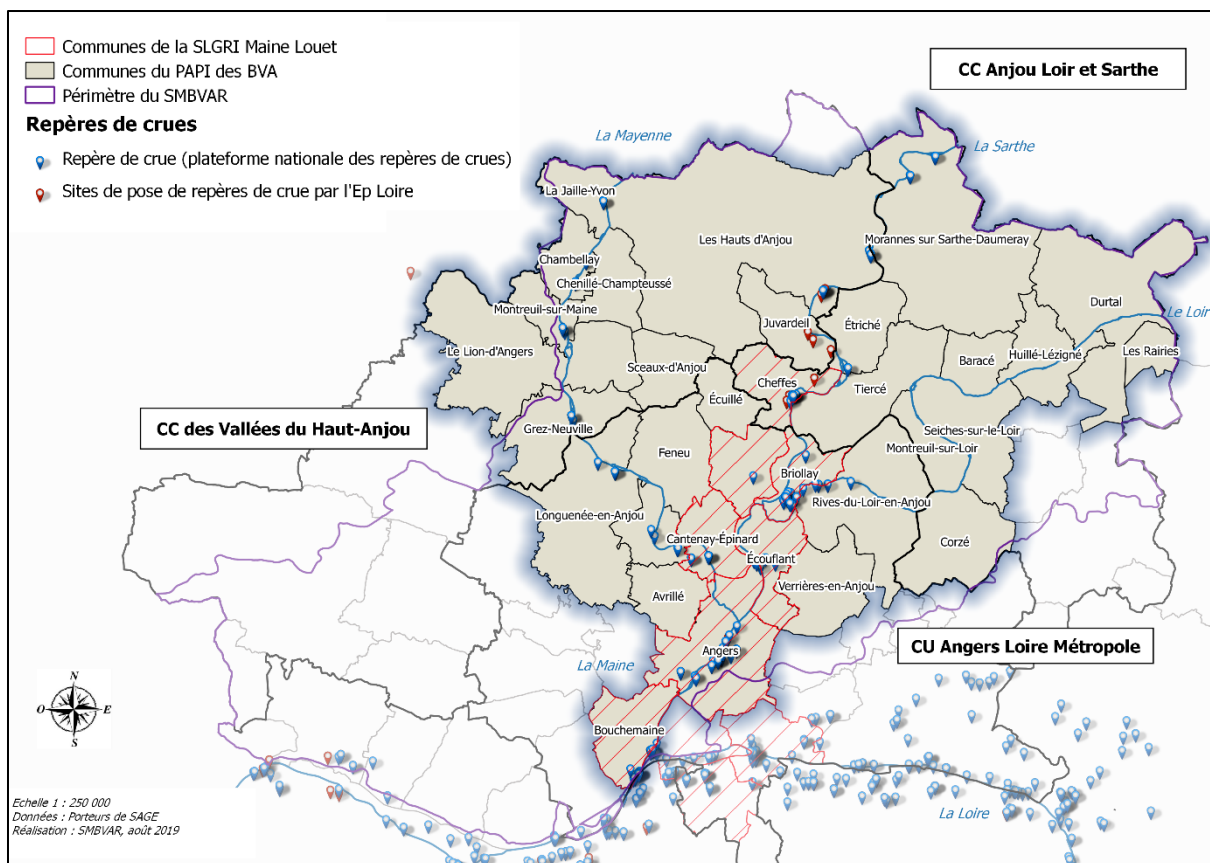 Communes de la SLGRI Maine Louet
Communes du PAPI des BVA
Périmètre du SMBVAR
Repères de crues
Repère de crue (plateforme nationale des repères de crues)
Sites de pose de repères de crue par l'Ep Loire
CC Anjou Loir et Sarthe
La Mayenne
La Sarthe
La Jaille-Yvon
Les Hauts d'Anjou
Morannes sur Sarthe-Daumeray
Chambellay
Chenillé-Champteussé
Durtal
Montreuil-sur-Maine
Juvardeil
Étriché
Le Loir
Le Lion-d'Angers
Sceaux-d'Anjou
Baracé
Huillé-Lézigné
Les Rairies
Cheffes
Tiercé
Écuillé
CC des Vallées du Haut-Anjou
Grez-Neuville
Seiches-sur-le-Loir
Feneu
Montreuil-sur-Loir
Briollay
Rives-du-Loir-en-Anjou
Longuenée-en-Anjou
Cantenay-Épinard
Corzé
Écouflant
Verrières-en-Anjou
Avrillé
CU Angers Loire Métropole
Angers
La Maine
Bouchemaine
N
O
E
S
La Loire
Echelle 1 : 250 000
Données : Porteurs de SAGE
Réalisation : SMBVAR, août 2019